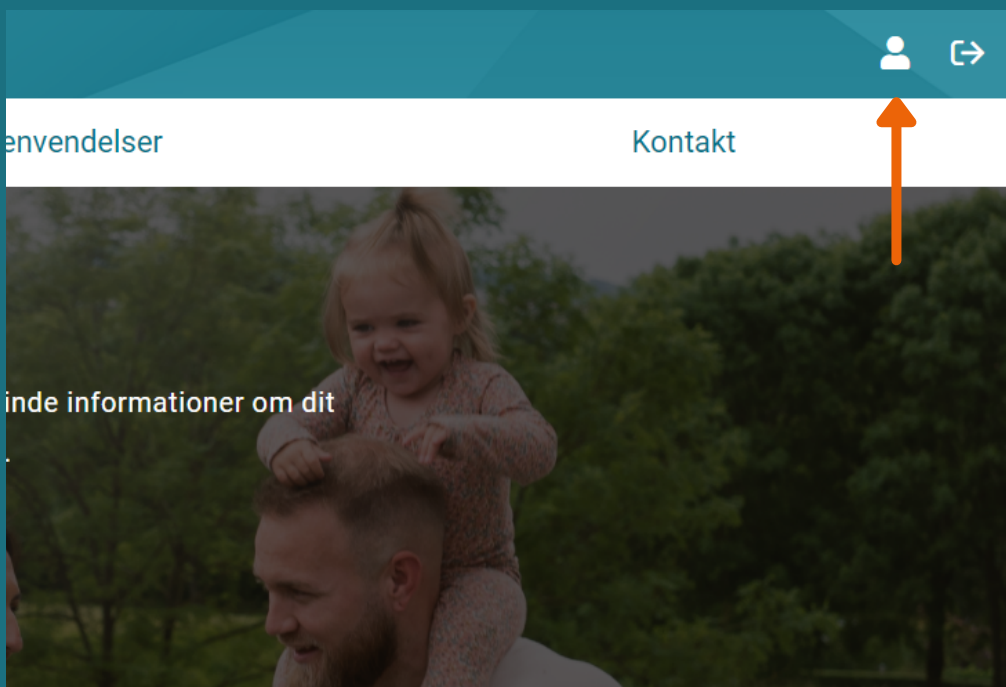 envendelser
Kontakt
inde informationer om dit
.